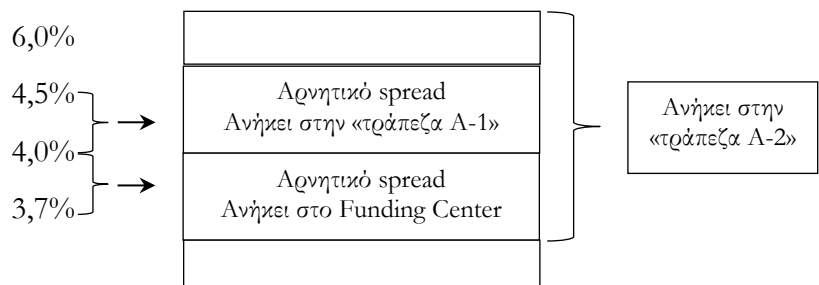 6,0%
4,5%
4,0%
3,7%
Αρνητικό spread
Ανήκει στην «τράπεζα Α-1»
Αρνητικό spread
Ανήκει στο Funding Center
Ανήκει στην
«τράπεζα Α-2»